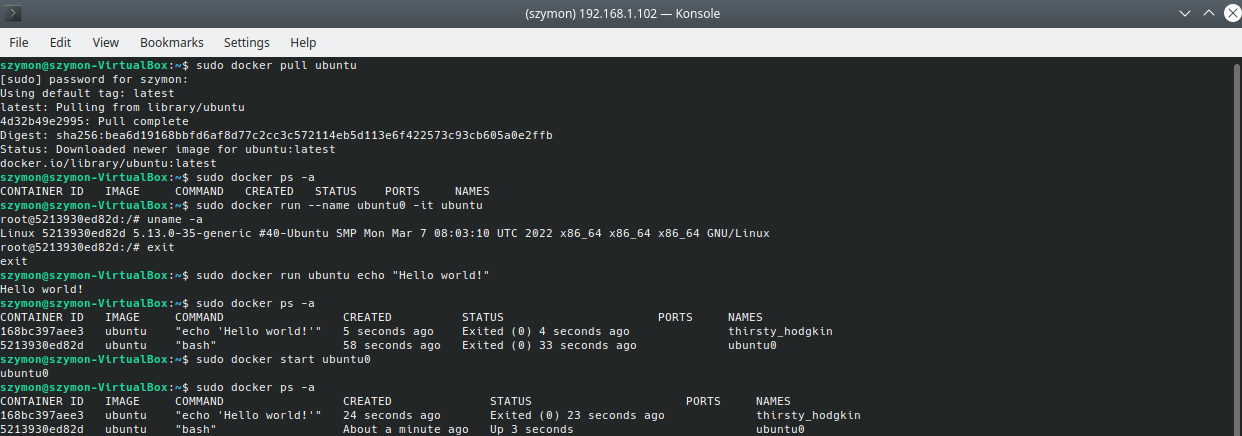 (szymon) 192.168.1.102 — Konsole
File Edit View Bookmarks Settings Help
szymon@szymon-VirtualBox:~$ sudo docker pull ubuntu
[sudo] password for szymon:
Using default tag: latest
latest: Pulling from library/ubuntu
4d32b49e2995: Pull complete
Digest: sha256:bea6d19168bbfd6af8d77c2cc3c572114eb5d113e6f422573c93cb605a0e2ffb
Status: Downloaded newer image for ubuntu:latest
docker.io/library/ubuntu:latest
szymon@szymon-VirtualBox:~$ sudo docker ps -a
CONTAINER ID   IMAGE     COMMAND   CREATED   STATUS    PORTS     NAMES
szymon@szymon-VirtualBox:~$ sudo docker run --name ubuntu0 -it ubuntu
root@5213930ed82d:/# uname -a
Linux 5213930ed82d 5.13.0-35-generic #40-Ubuntu SMP Mon Mar 7 08:03:10 UTC 2022 x86_64 x86_64 x86_64 GNU/Linux
root@5213930ed82d:/# exit
exit
szymon@szymon-VirtualBox:~$ sudo docker run ubuntu echo "Hello world!"
Hello world!
szymon@szymon-VirtualBox:~$ sudo docker ps -a
CONTAINER ID   IMAGE     COMMAND                 CREATED          STATUS                      PORTS     NAMES
168bc397aee3   ubuntu    "echo 'Hello world!'"   5 seconds ago    Exited (0) 4 seconds ago              thirsty_hodgkin
5213930ed82d   ubuntu    "bash"                  58 seconds ago   Exited (0) 33 seconds ago             ubuntu0
szymon@szymon-VirtualBox:~$ sudo docker start ubuntu0
ubuntu0
szymon@szymon-VirtualBox:~$ sudo docker ps -a
CONTAINER ID   IMAGE     COMMAND                 CREATED              STATUS                      PORTS     NAMES
168bc397aee3   ubuntu    "echo 'Hello world!'"   24 seconds ago       Exited (0) 23 seconds ago             thirsty_hodgkin
5213930ed82d   ubuntu    "bash"                  About a minute ago   Up 3 seconds                          ubuntu0